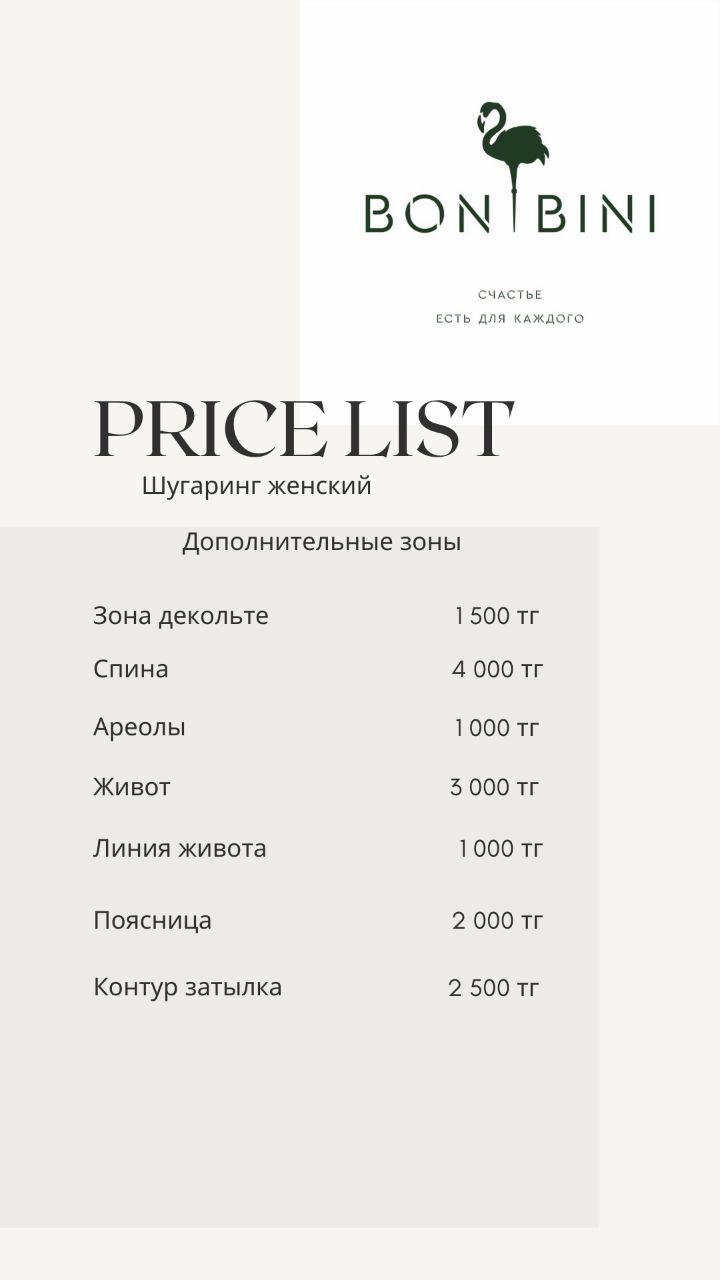 BONBINI
СЧАСТЬЕ
ЕСТЬ ДЛЯ КАЖДОГО
PRICE LIST
Шугаринг женский
Дополнительные зоны
Зона декольте 1 500 тг
Спина 4 000 тг
Ареолы 1 000 тг
Живот 3 000 тг
Линия живота 1 000 тг
Поясница 2 000 тг
Контур затылка 2 500 тг